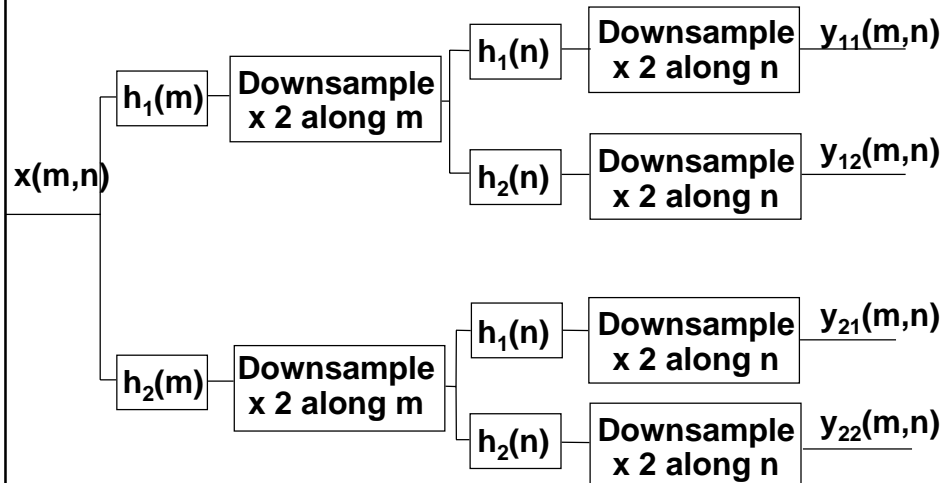 h₁(n)
Downsample
x 2 along n
y₁₁(m,n)
h₁(m)
Downsample
x 2 along m
h₂(n)
Downsample
x 2 along n
y₁₂(m,n)
x(m,n)
h₁(n)
Downsample
x 2 along n
y₂₁(m,n)
h₂(m)
Downsample
x 2 along m
h₂(n)
Downsample
x 2 along n
y₂₂(m,n)